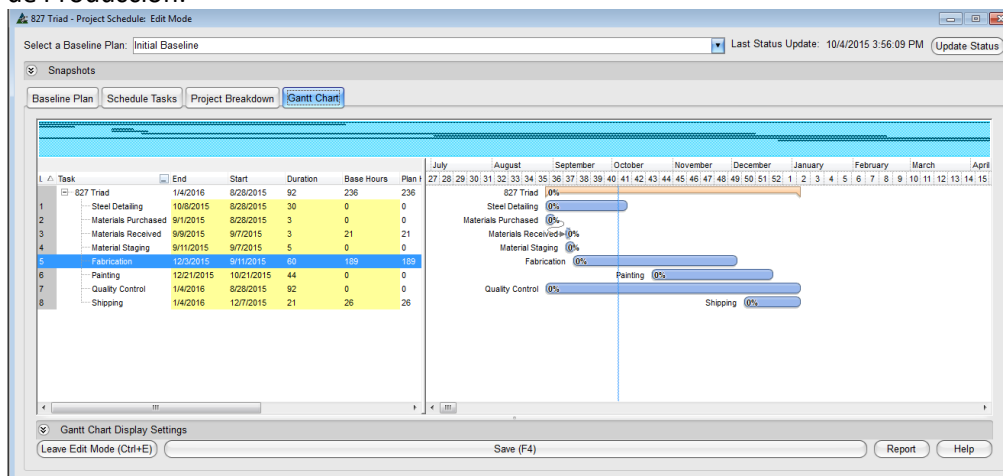 de Producción.
827 Triad - Project Schedule: Edit Mode
Select a Baseline Plan: Initial Baseline Last Status Update: 10/4/2015 3:56:09 PM Update Status
Snapshots
Baseline Plan Schedule Tasks Project Breakdown Gantt Chart
July August September October November December January February March April
Task End Start Duration Base Hours Plan 27 28 29 30 31 32 33 34 35 36 37 38 39 40 41 42 43 44 45 46 47 48 49 50 51 52 1 2 3 4 5 6 7 8 9 10 11 12 13 14 15
827 Triad 1/4/2016 8/28/2015 92 236 236 827 Triad 0%
1 Steel Detailing 10/8/2015 8/28/2015 30 0 0 Steel Detailing 0%
2 Materials Purchased 9/1/2015 8/28/2015 3 0 0 Materials Purchased 0%
3 Materials Received 9/9/2015 9/7/2015 3 21 21 Materials Received 0%
4 Material Staging 9/11/2015 9/7/2015 5 0 0 Material Staging 0%
5 Fabrication 12/3/2015 9/11/2015 60 189 189 Fabrication 0%
6 Painting 12/21/2015 10/21/2015 44 0 0 Painting 0%
7 Quality Control 1/4/2016 8/28/2015 92 0 0 Quality Control 0%
8 Shipping 1/4/2016 12/7/2015 21 26 26 Shipping 0%
Gantt Chart Display Settings
Leave Edit Mode (Ctrl+E) Save (F4) Report Help